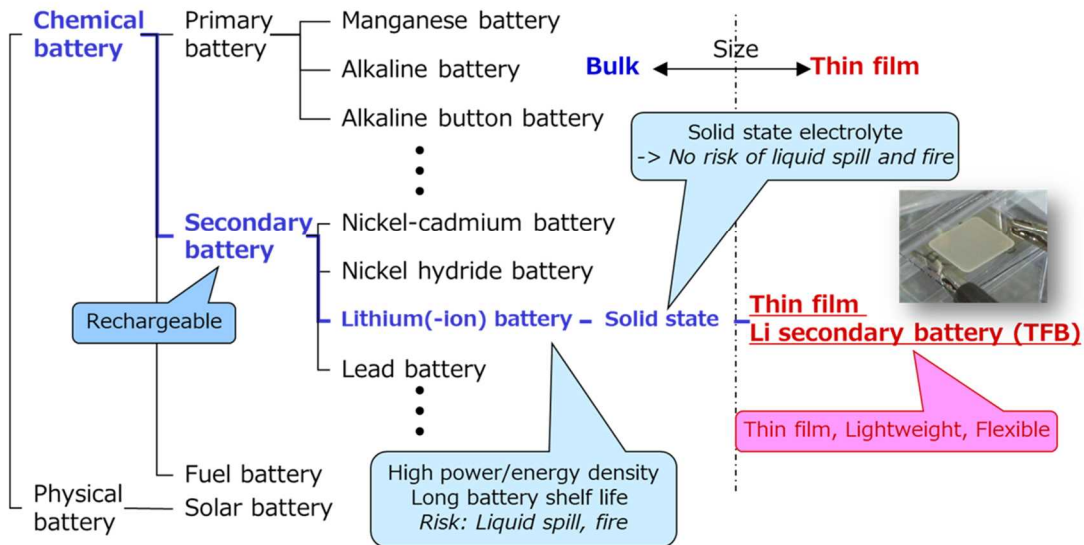 Chemical
battery
Primary
battery
Manganese battery
Alkaline battery
Alkaline button battery
Bulk
Size
Thin film
Solid state electrolyte
-> No risk of liquid spill and fire
Secondary
battery
Nickel-cadmium battery
Nickel hydride battery
Rechargeable
Lithium(-ion) battery
Solid state
Thin film
Li secondary battery (TFB)
Lead battery
Thin film, Lightweight, Flexible
High power/energy density
Long battery shelf life
Risk: Liquid spill, fire
Fuel battery
Physical
battery
Solar battery